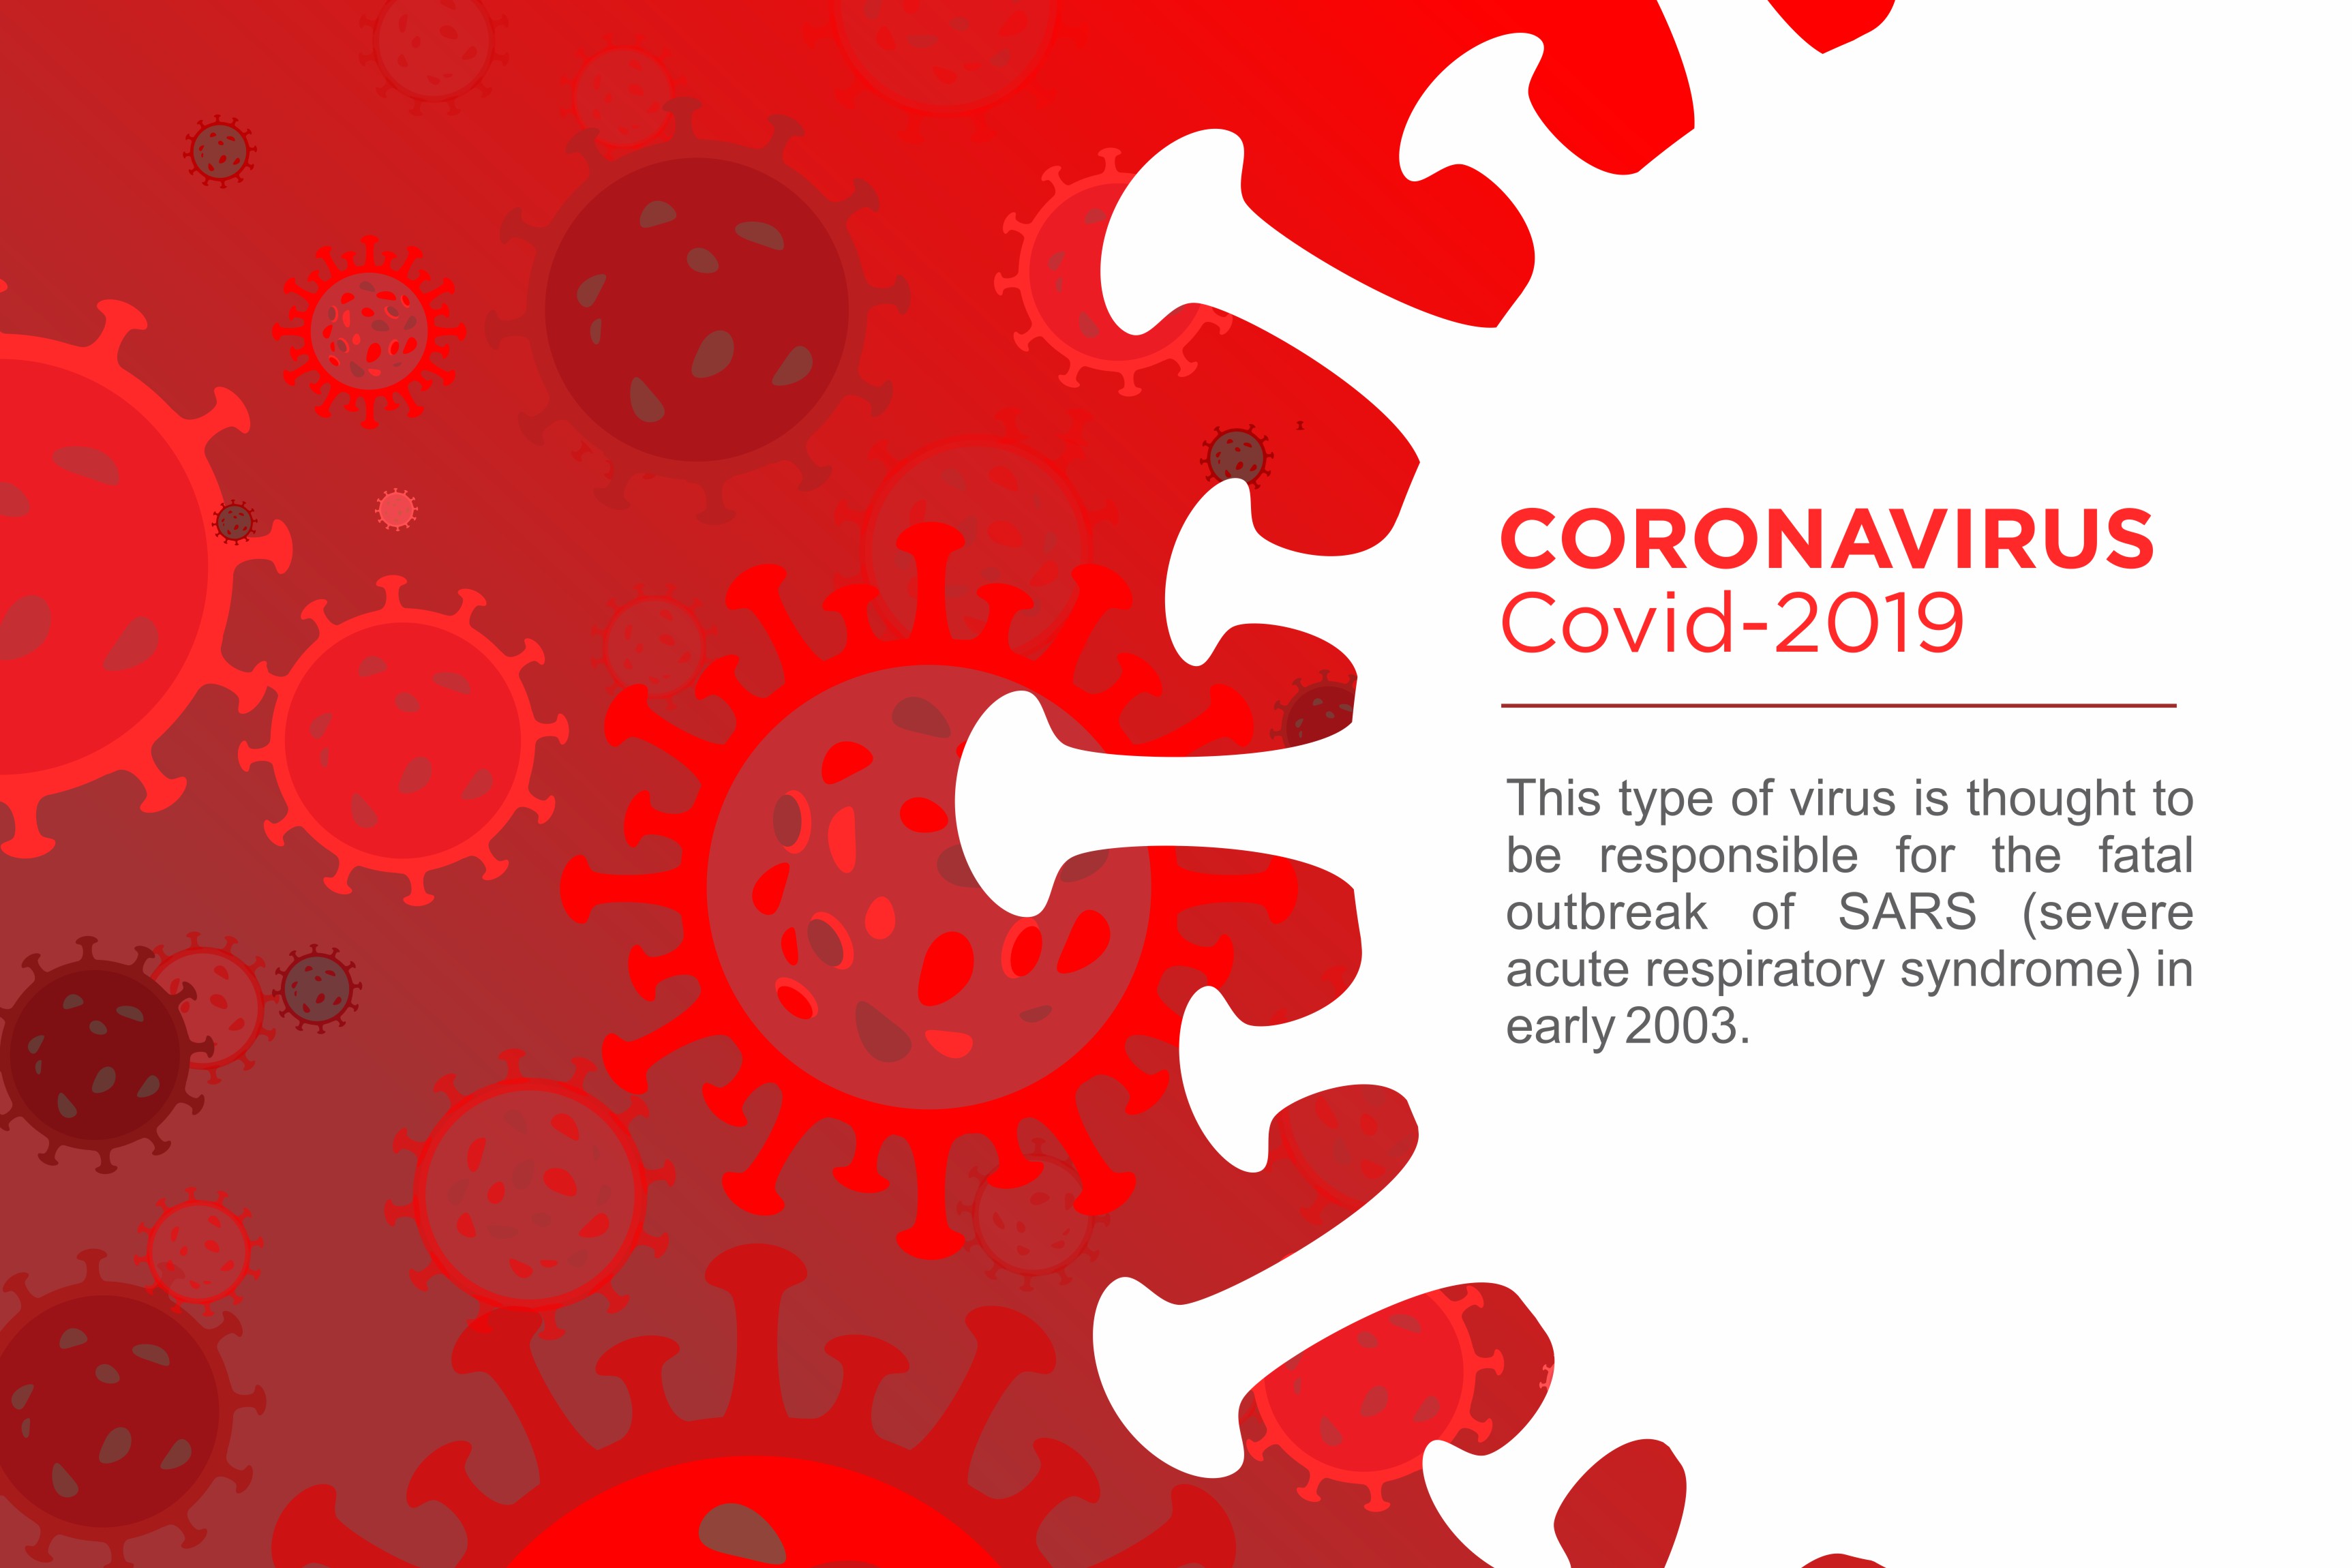 CORONAVIRUS
Covid-2019
This type of virus is thought to
be responsible for the fatal
outbreak of SARS (severe
acute respiratory syndrome) in
early 2003.